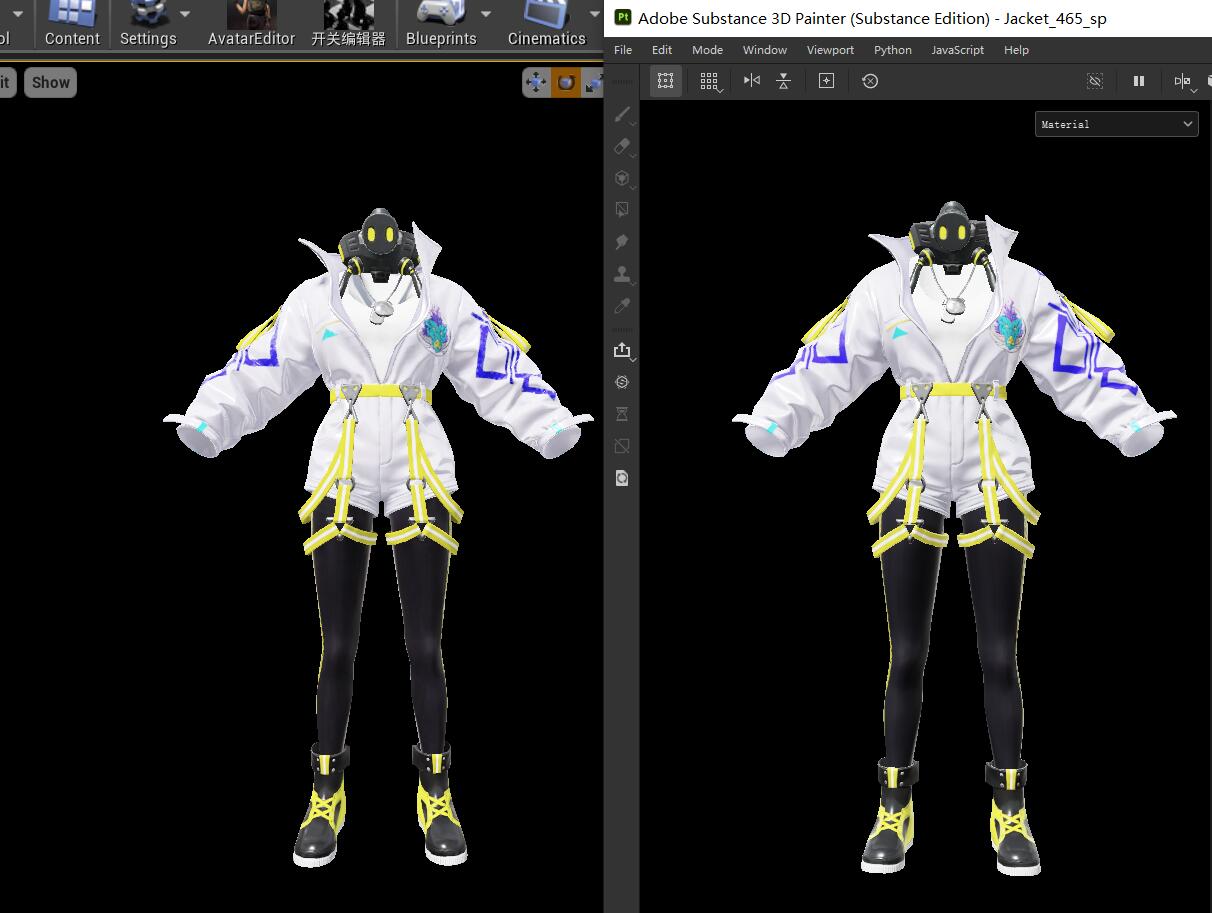 ol
Content
Settings
AvatarEditor
开关编辑器
Blueprints
Cinematics
it
Show
Pt
Adobe Substance 3D Painter (Substance Edition) - Jacket_465_sp
File
Edit
Mode
Window
Viewport
Python
JavaScript
Help
Material